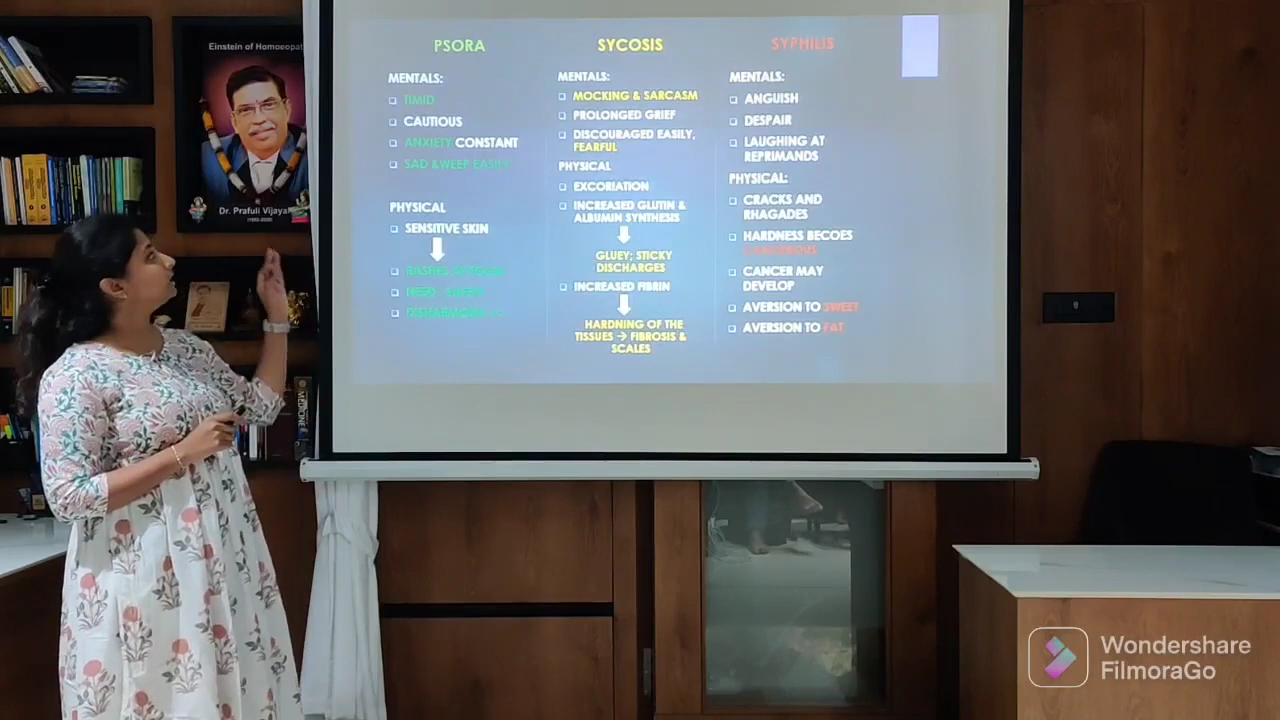 Einstein of Homoeopat
Dr. Prafull Vijayak
PSORA
MENTALS:
TIMID
CAUTIOUS
ANXIETY CONSTANT
SAD &WEEP EASILY
PHYSICAL
SENSITIVE SKIN
SYCOSIS
MENTALS:
MOCKING & SARCASM
PROLONGED GRIEF
DISCOURAGED EASILY,
FEARFUL
PHYSICAL
EXCORIATION
INCREASED GLUTIN &
ALBUMIN SYNTHESIS
GLUEY; STICKY
DISCHARGES
INCREASED FIBRIN
HARDNING OF THE
TISSUES → FIBROSIS &
SCALES
SYPHILIS
MENTALS:
ANGUISH
DESPAIR
LAUGHING AT
REPRIMANDS
PHYSICAL:
CRACKS AND
RHAGADES
HARDNESS BECOES
CANCER MAY
DEVELOP
AVERSION TO SWEET
AVERSION TO FAT
MEDICINE
Wondershare
FilmoraGo